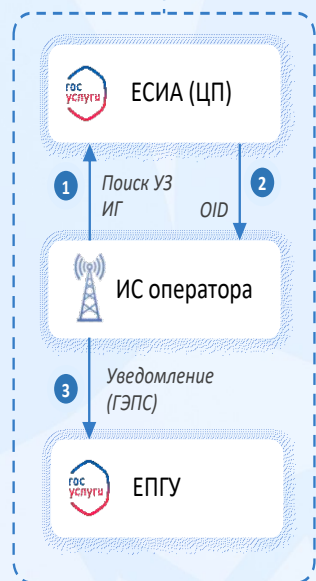 гос
услуги
ЕСИА (ЦП)
1
Поиск УЗ
ИГ
2
OID
ИС оператора
3
Уведомление
(ГЭПС)
гос
услуги
ЕПГУ